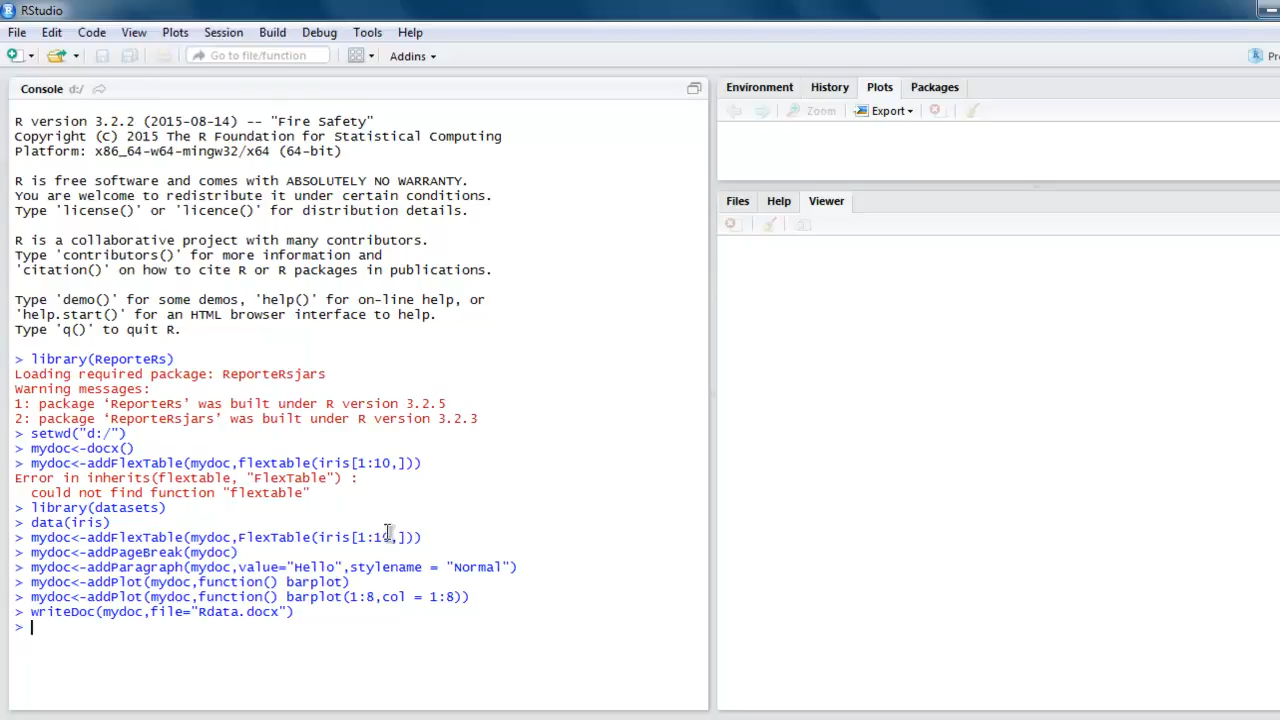 RStudio
File Edit Code View Plots Session Build Debug Tools Help
Go to file/function Addins
Console d:/
Environment History Plots Packages
Zoom Export
Files Help Viewer
R version 3.2.2 (2015-08-14) -- "Fire Safety"
Copyright (C) 2015 The R Foundation for Statistical Computing
Platform: x86_64-w64-mingw32/x64 (64-bit)
R is free software and comes with ABSOLUTELY NO WARRANTY.
You are welcome to redistribute it under certain conditions.
Type 'license()' or 'licence()' for distribution details.
R is a collaborative project with many contributors.
Type 'contributors()' for more information and
'citation()' on how to cite R or R packages in publications.
Type 'demo()' for some demos, 'help()' for on-line help, or
'help.start()' for an HTML browser interface to help.
Type 'q()' to quit R.
> library(ReporteRs)
Loading required package: ReporteRsjars
Warning messages:
1: package ‘ReporteRs’ was built under R version 3.2.5
2: package ‘ReporteRsjars’ was built under R version 3.2.3
> setwd("d:/")
> mydoc<-docx()
> mydoc<-addFlexTable(mydoc,flextable(iris[1:10,]))
Error in inherits(flextable, "FlexTable") :
could not find function "flextable"
> library(datasets)
> data(iris)
> mydoc<-addFlexTable(mydoc,FlexTable(iris[1:10,]))
> mydoc<-addPageBreak(mydoc)
> mydoc<-addParagraph(mydoc,value="Hello",stylename = "Normal")
> mydoc<-addPlot(mydoc,function() barplot)
> mydoc<-addPlot(mydoc,function() barplot(1:8,col = 1:8))
> writeDoc(mydoc,file="Rdata.docx")
>